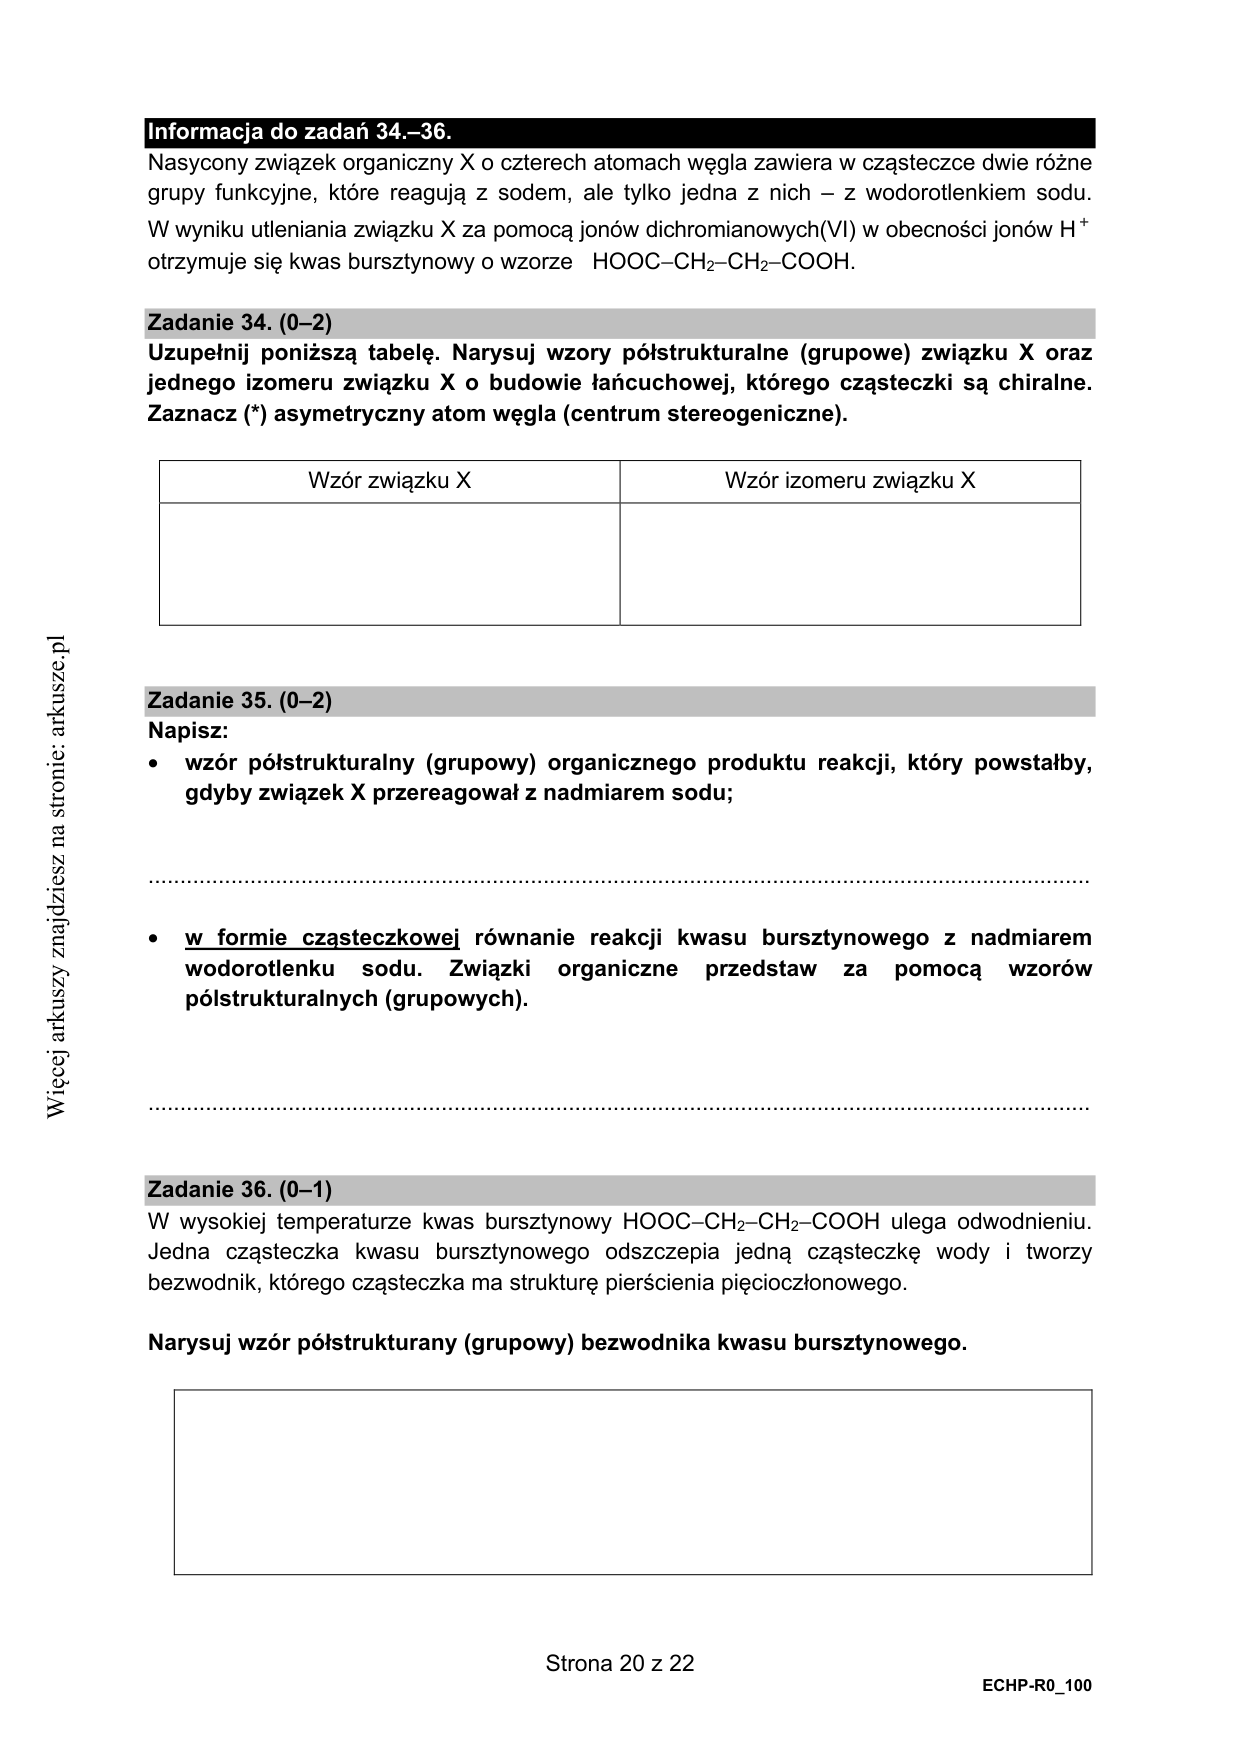 Informacja do zadań 34.–36.
Nasycony związek organiczny X o czterech atomach węgla zawiera w cząsteczce dwie różne
grupy funkcyjne, które reagują z sodem, ale tylko jedna z nich – z wodorotlenkiem sodu.
W wyniku utleniania związku X za pomocą jonów dichromianowych(VI) w obecności jonów H⁺
otrzymuje się kwas bursztynowy o wzorze HOOC–CH₂–CH₂–COOH.
Zadanie 34. (0–2)
Uzupełnij poniższą tabelę. Narysuj wzory półstrukturalne (grupowe) związku X oraz
jednego izomeru związku X o budowie łańcuchowej, którego cząsteczki są chiralne.
Zaznacz (*) asymetryczny atom węgla (centrum stereogeniczne).
Wzór związku X
Wzór izomeru związku X
Zadanie 35. (0–2)
Napisz:
• wzór półstrukturalny (grupowy) organicznego produktu reakcji, który powstałby,
gdyby związek X przereagował z nadmiarem sodu;
....................................................................................................
• w formie cząsteczkowej równanie reakcji kwasu bursztynowego z nadmiarem
wodorotlenku sodu. Związki organiczne przedstaw za pomocą wzorów
pólstrukturalnych (grupowych).
....................................................................................................
Zadanie 36. (0–1)
W wysokiej temperaturze kwas bursztynowy HOOC–CH₂–CH₂–COOH ulega odwodnieniu.
Jedna cząsteczka kwasu bursztynowego odszczepia jedną cząsteczkę wody i tworzy
bezwodnik, którego cząsteczka ma strukturę pierścienia pięcioczłonowego.
Narysuj wzór półstrukturany (grupowy) bezwodnika kwasu bursztynowego.
Strona 20 z 22
ECHP-R0_100
Więcej arkuszy znajdziesz na stronie: arkusze.pl